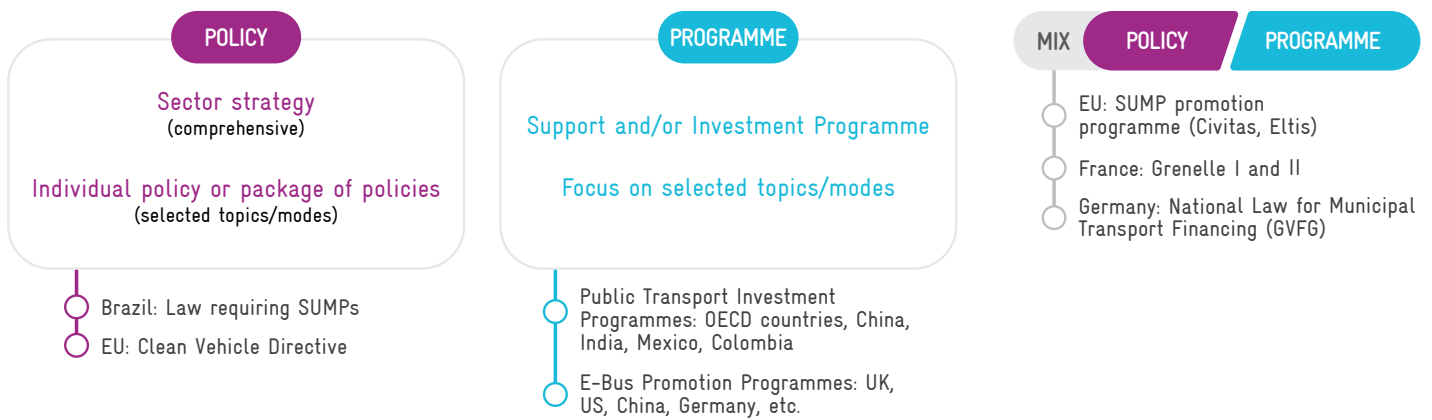 POLICY
Sector strategy
(comprehensive)
Individual policy or package of policies
(selected topics/modes)
Brazil: Law requiring SUMPs
EU: Clean Vehicle Directive
PROGRAMME
Support and/or Investment Programme
Focus on selected topics/modes
Public Transport Investment
Programmes: OECD countries, China,
India, Mexico, Colombia
E-Bus Promotion Programmes: UK,
US, China, Germany, etc.
MIX POLICY PROGRAMME
EU: SUMP promotion
programme (Civitas, Eltis)
France: Grenelle I and II
Germany: National Law for Municipal
Transport Financing (GVFG)